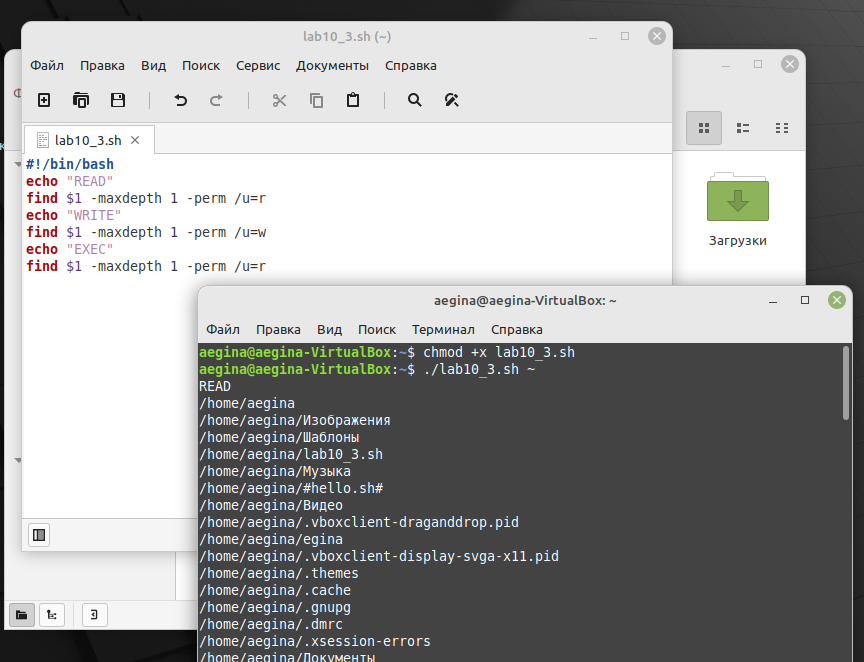 lab10_3.sh (~)
Файл Правка Вид Поиск Сервис Документы Справка
lab10_3.sh
#!/bin/bash
echo "READ"
find $1 -maxdepth 1 -perm /u=r
echo "WRITE"
find $1 -maxdepth 1 -perm /u=w
echo "EXEC"
find $1 -maxdepth 1 -perm /u=r
Загрузки
aegina@aegina-VirtualBox: ~
Файл Правка Вид Поиск Терминал Справка
aegina@aegina-VirtualBox:~$ chmod +x lab10_3.sh
aegina@aegina-VirtualBox:~$ ./lab10_3.sh ~
READ
/home/aegina
/home/aegina/Изображения
/home/aegina/Шаблоны
/home/aegina/lab10_3.sh
/home/aegina/Музыка
/home/aegina/#hello.sh#
/home/aegina/Видео
/home/aegina/.vboxclient-draganddrop.pid
/home/aegina/egina
/home/aegina/.vboxclient-display-svga-x11.pid
/home/aegina/.themes
/home/aegina/.cache
/home/aegina/.gnupg
/home/aegina/.dmrc
/home/aegina/.xsession-errors
/home/aegina/Документы